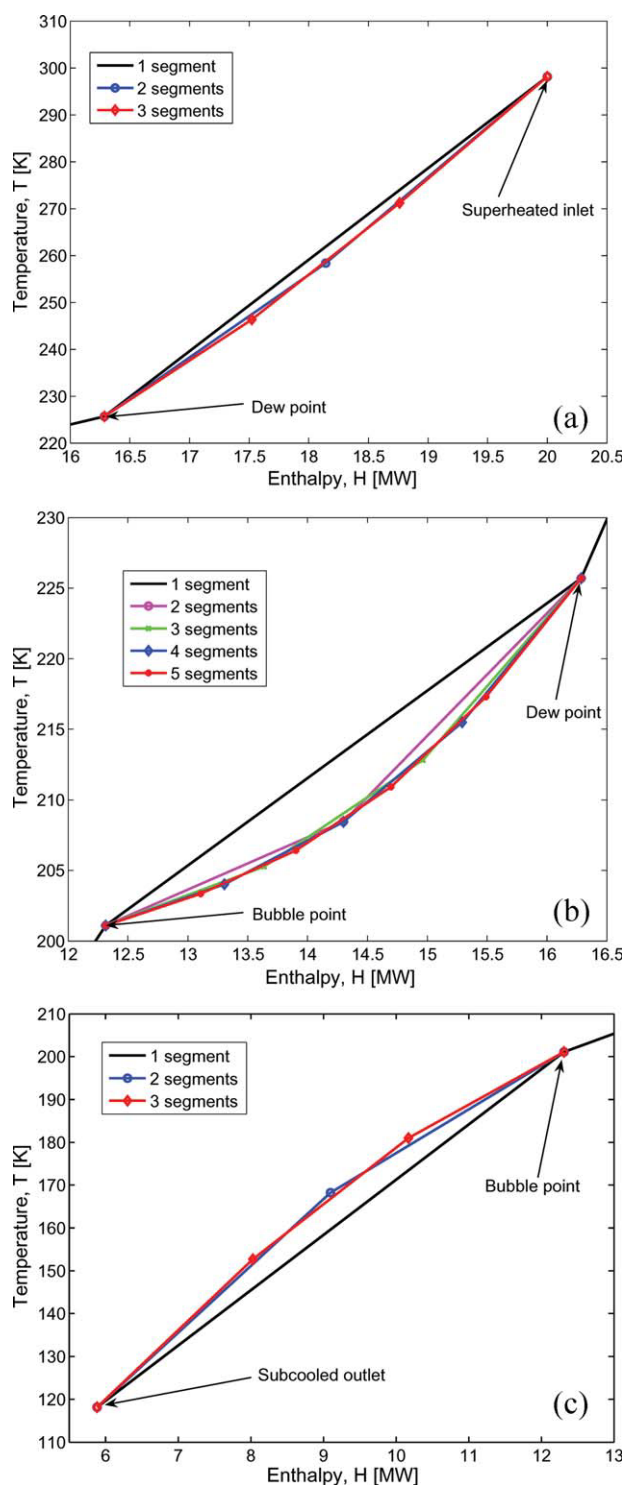 310
300
290
280
270
260
250
240
230
220
Temperature, T [K]
1 segment
2 segments
3 segments
Superheated inlet
Dew point
(a)
16 16.5 17 17.5 18 18.5 19 19.5 20 20.5
Enthalpy, H [MW]
230
225
220
215
210
205
200
Temperature, T [K]
1 segment
2 segments
3 segments
4 segments
5 segments
Dew point
Bubble point
(b)
12 12.5 13 13.5 14 14.5 15 15.5 16 16.5
Enthalpy, H [MW]
210
200
190
180
170
160
150
140
130
120
110
Temperature, T [K]
1 segment
2 segments
3 segments
Bubble point
Subcooled outlet
(c)
6 7 8 9 10 11 12 13
Enthalpy, H [MW]